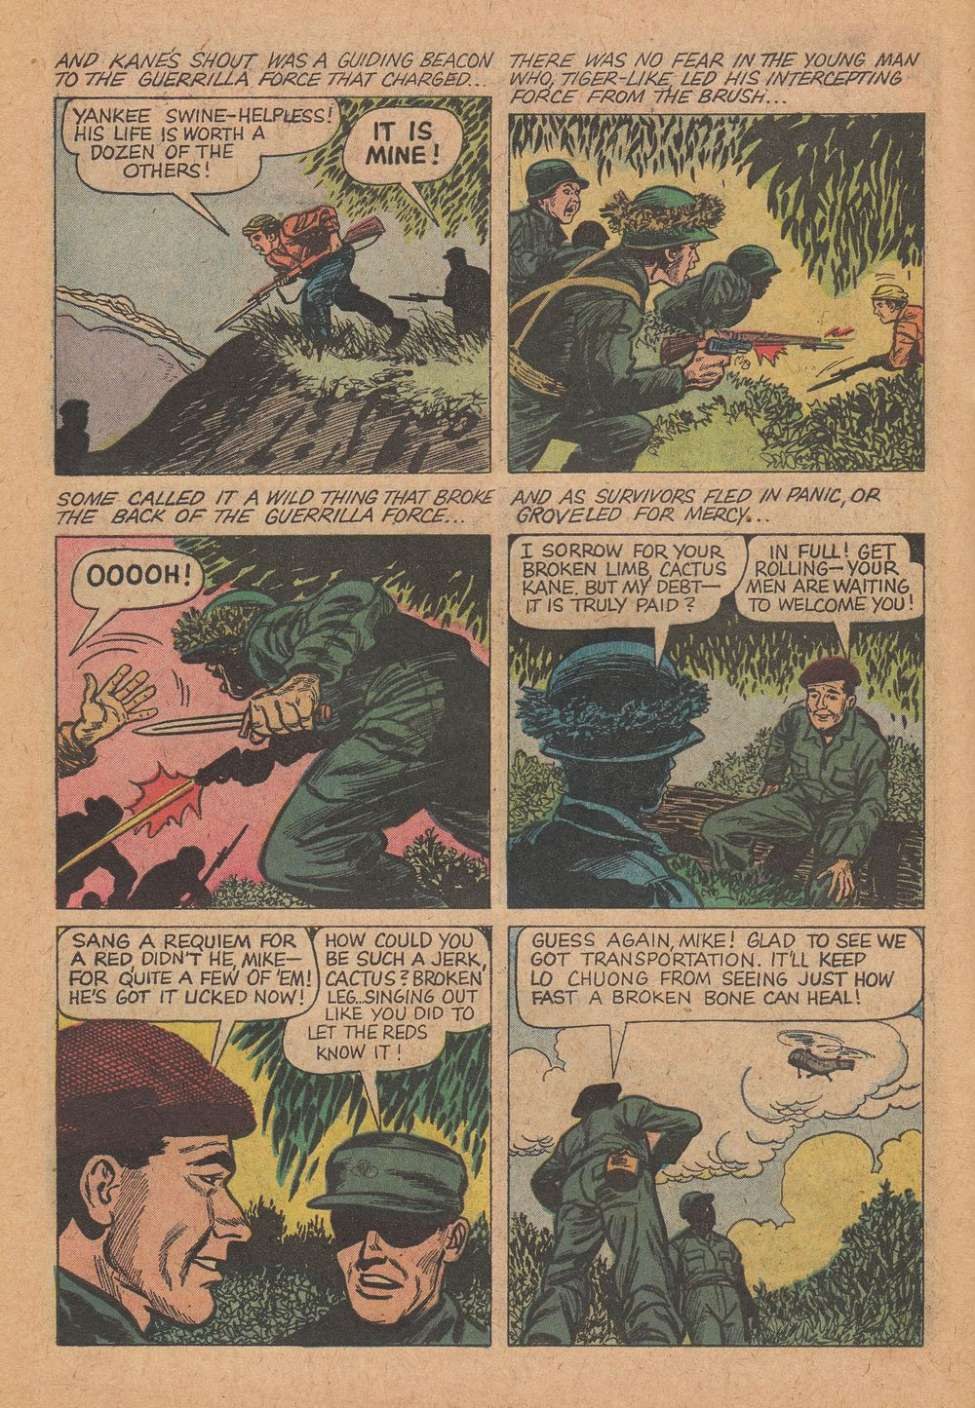 AND KANE'S SHOUT WAS A GUIDING BEACON
TO THE GUERRILLA FORCE THAT CHARGED...
YANKEE SWINE-HELPLESS!
HIS LIFE IS WORTH A
DOZEN OF THE
OTHERS!
IT IS
MINE!
THERE WAS NO FEAR IN THE YOUNG MAN
WHO, TIGER-LIKE, LED HIS INTERCEPTING
FORCE FROM THE BRUSH...
SOME CALLED IT A WILD THING THAT BROKE
THE BACK OF THE GUERRILLA FORCE...
OOOOH!
AND AS SURVIVORS FLED IN PANIC, OR
GROVELED FOR MERCY...
I SORROW FOR YOUR
BROKEN LIMB, CACTUS
KANE. BUT MY DEBT—
IT IS TRULY PAID?
IN FULL! GET
ROLLING—YOUR
MEN ARE WAITING
TO WELCOME YOU!
SANG A REQUIEM FOR
A RED, DIDN'T HE, MIKE—
FOR QUITE A FEW OF 'EM!
HE'S GOT IT LICKED NOW!
HOW COULD YOU
BE SUCH A JERK,
CACTUS? BROKEN
LEG...SINGING OUT
LIKE YOU DID TO
LET THE REDS
KNOW IT!
GUESS AGAIN, MIKE! GLAD TO SEE WE
GOT TRANSPORTATION. IT'LL KEEP
LO CHUONG FROM SEEING JUST HOW
FAST A BROKEN BONE CAN HEAL!